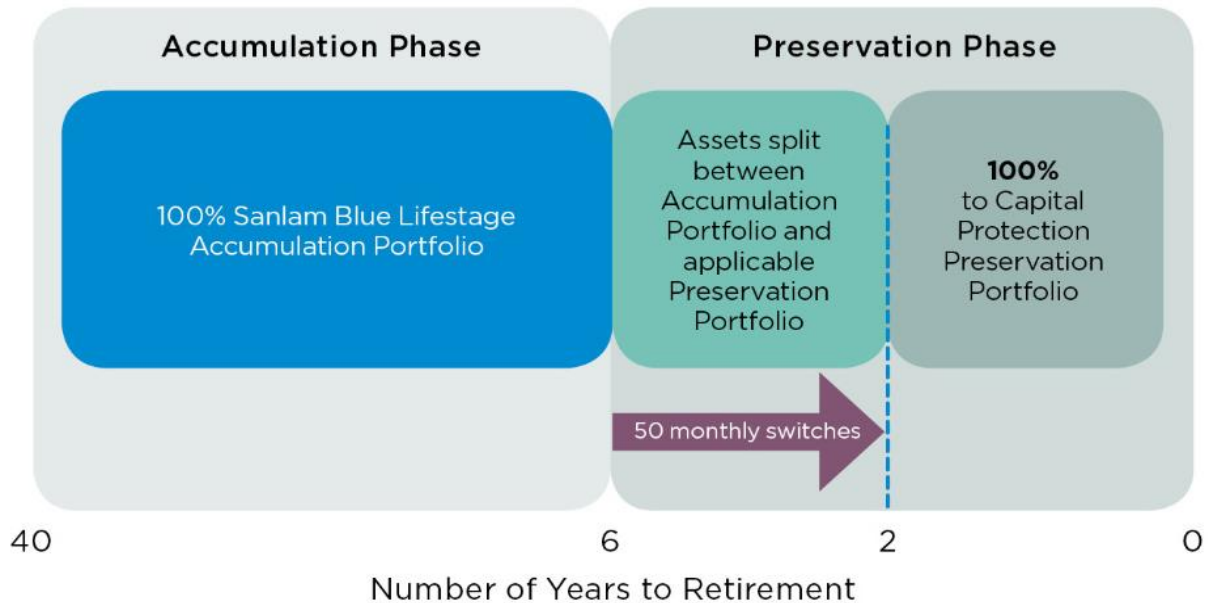 Accumulation Phase
Preservation Phase
100% Sanlam Blue Lifestage
Accumulation Portfolio
Assets split
between
Accumulation
Portfolio and
applicable
Preservation
Portfolio
100%
to Capital
Protection
Preservation
Portfolio
50 monthly switches
40
6
2
0
Number of Years to Retirement